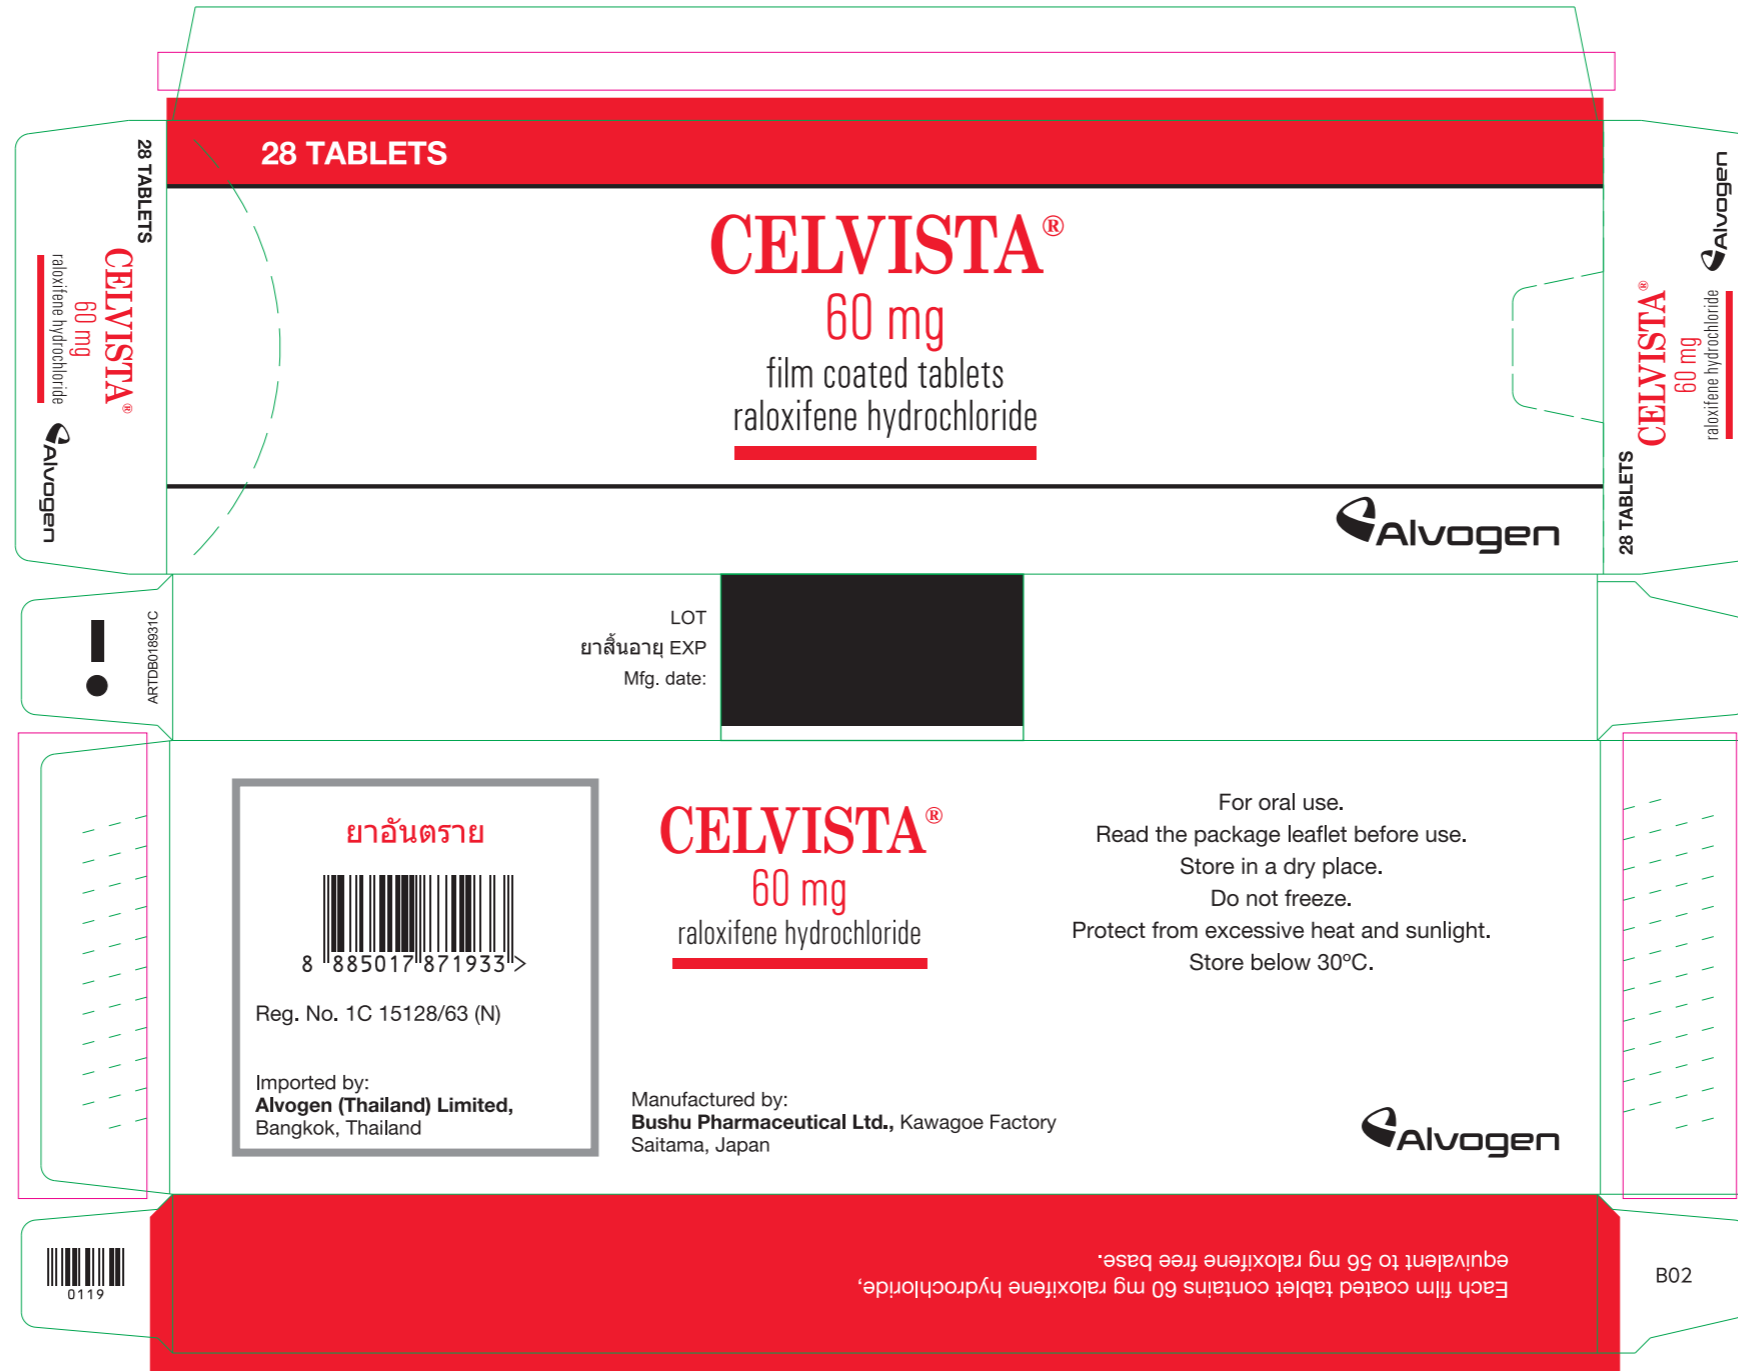 28 TABLETS
CELVISTA®
60 mg
film coated tablets
raloxifene hydrochloride
Alvogen
28 TABLETS
CELVISTA®
60 mg
raloxifene hydrochloride
Alvogen
Alvogen
CELVISTA®
60 mg
raloxifene hydrochloride
28 TABLETS
ARTDB018931C
LOT
ยาสิ้นอายุ EXP
Mfg. date:
ยาอันตราย
8 885017 871933 >
Reg. No. 1C 15128/63 (N)
Imported by:
Alvogen (Thailand) Limited,
Bangkok, Thailand
CELVISTA®
60 mg
raloxifene hydrochloride
Manufactured by:
Bushu Pharmaceutical Ltd., Kawagoe Factory
Saitama, Japan
For oral use.
Read the package leaflet before use.
Store in a dry place.
Do not freeze.
Protect from excessive heat and sunlight.
Store below 30ºC.
Alvogen
0119
Each film coated tablet contains 60 mg raloxifene hydrochloride,
equivalent to 56 mg raloxifene free base.
B02